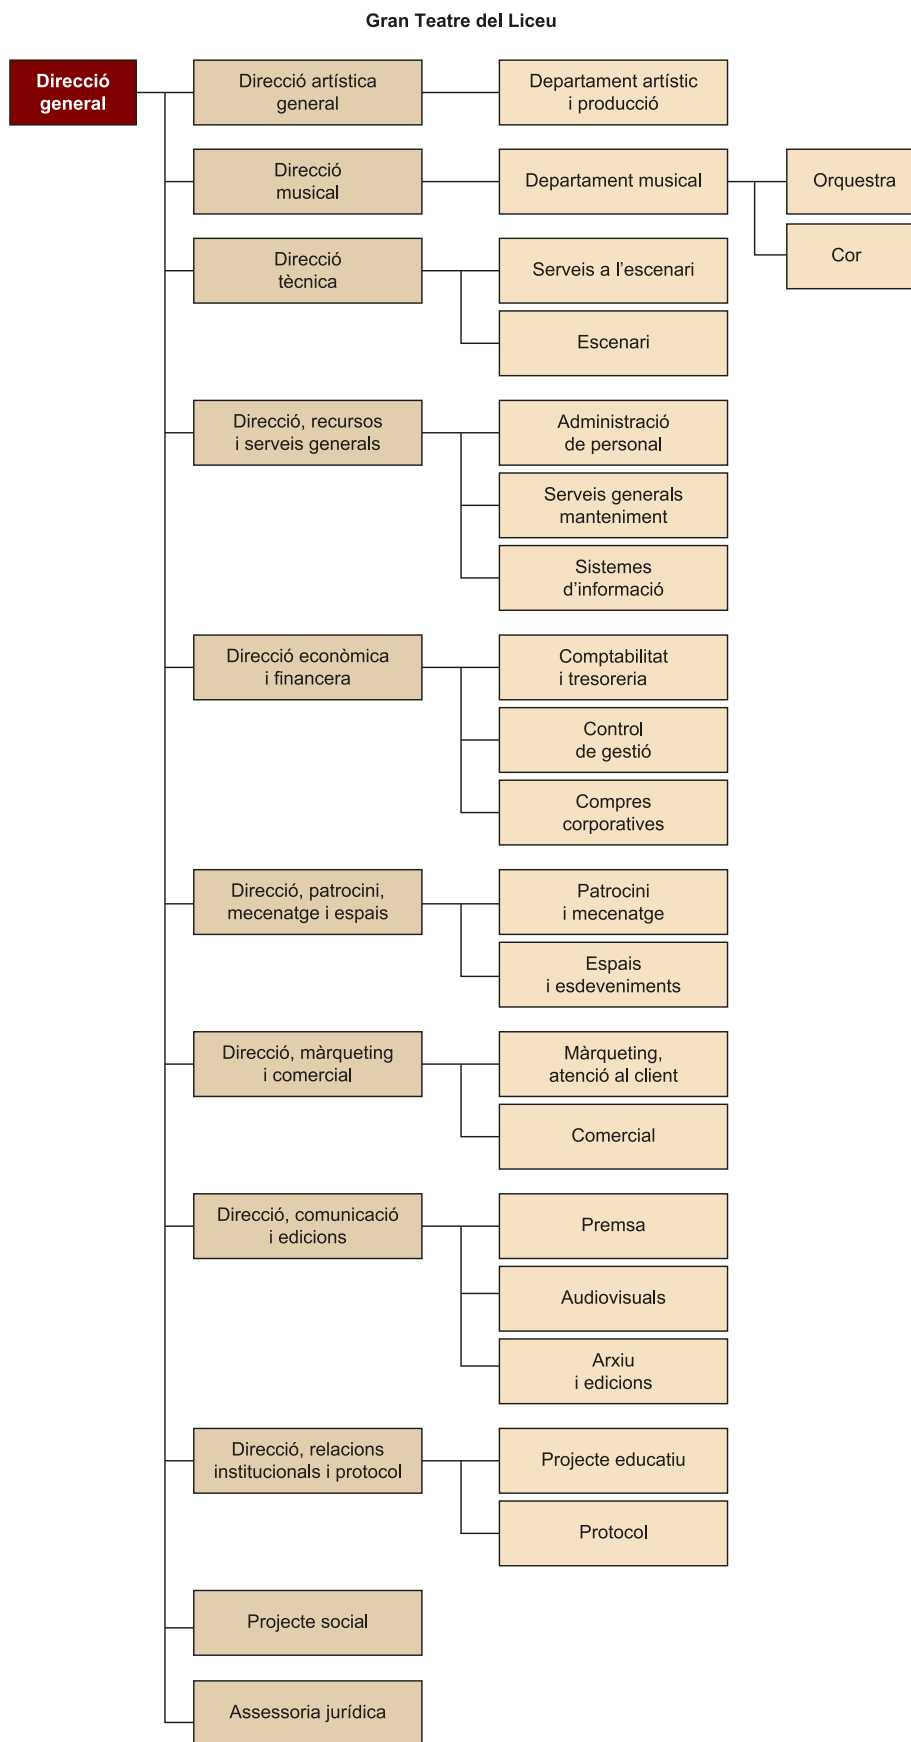 Gran Teatre del Liceu
Direcció
general
Direcció artística
general
Departament artístic
i producció
Direcció
musical
Departament musical
Orquestra
Cor
Direcció
tècnica
Serveis a l’escenari
Escenari
Direcció, recursos
i serveis generals
Administració
de personal
Serveis generals
manteniment
Sistemes
d’informació
Direcció econòmica
i financera
Comptabilitat
i tresoreria
Control
de gestió
Compres
corporatives
Direcció, patrocini,
mecenatge i espais
Patrocini
i mecenatge
Espais
i esdeveniments
Direcció, màrqueting
i comercial
Màrqueting,
atenció al client
Comercial
Direcció, comunicació
i edicions
Premsa
Audiovisuals
Arxiu
i edicions
Direcció, relacions
institucionals i protocol
Projecte educatiu
Protocol
Projecte social
Assessoria jurídica